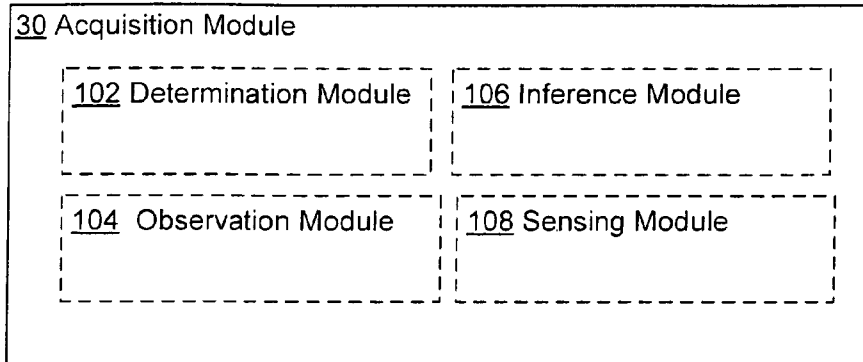 30 Acquisition Module
102 Determination Module
106 Inference Module
104 Observation Module
108 Sensing Module